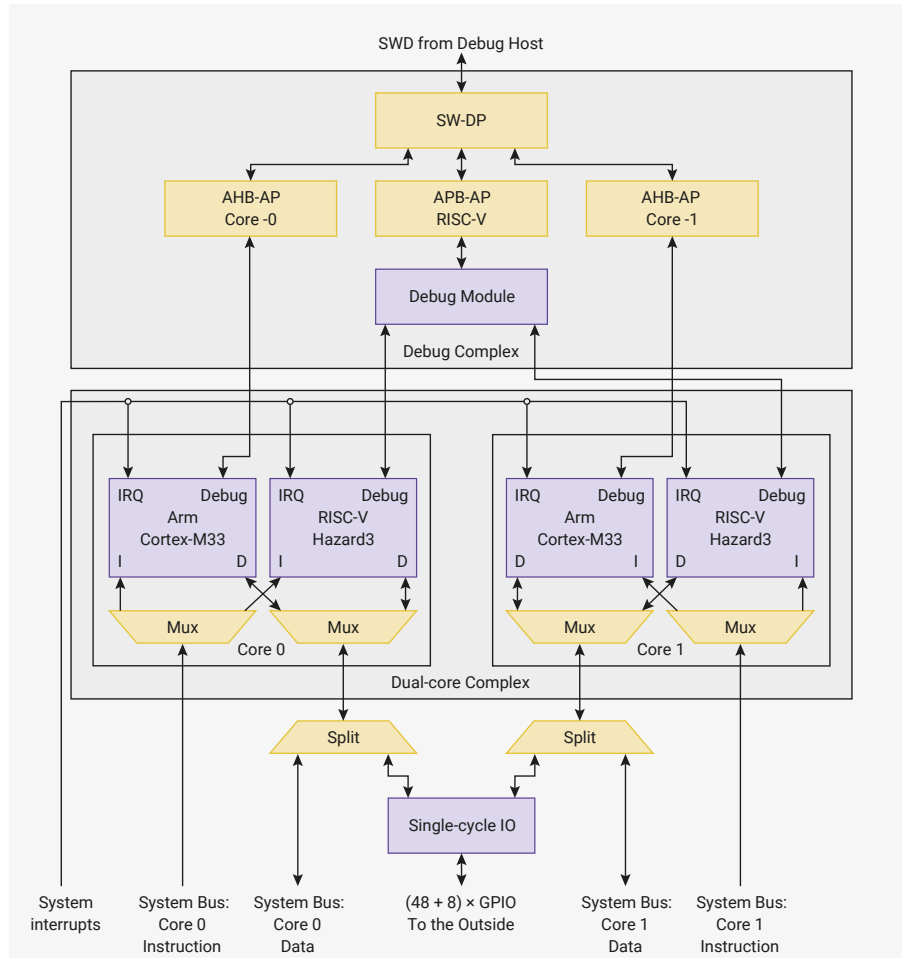 SWD from Debug Host
SW-DP
AHB-AP
Core -0
APB-AP
RISC-V
AHB-AP
Core -1
Debug Module
Debug Complex
IRQ
Debug
Arm
Cortex-M33
I
D
IRQ
Debug
RISC-V
Hazard3
I
D
IRQ
Debug
Arm
Cortex-M33
D
I
IRQ
Debug
RISC-V
Hazard3
D
I
Mux
Mux
Core 0
Mux
Mux
Core 1
Dual-core Complex
Split
Split
Single-cycle IO
System
interrupts
System Bus:
Core 0
Instruction
System Bus:
Core 0
Data
(48 + 8) × GPIO
To the Outside
System Bus:
Core 1
Data
System Bus:
Core 1
Instruction